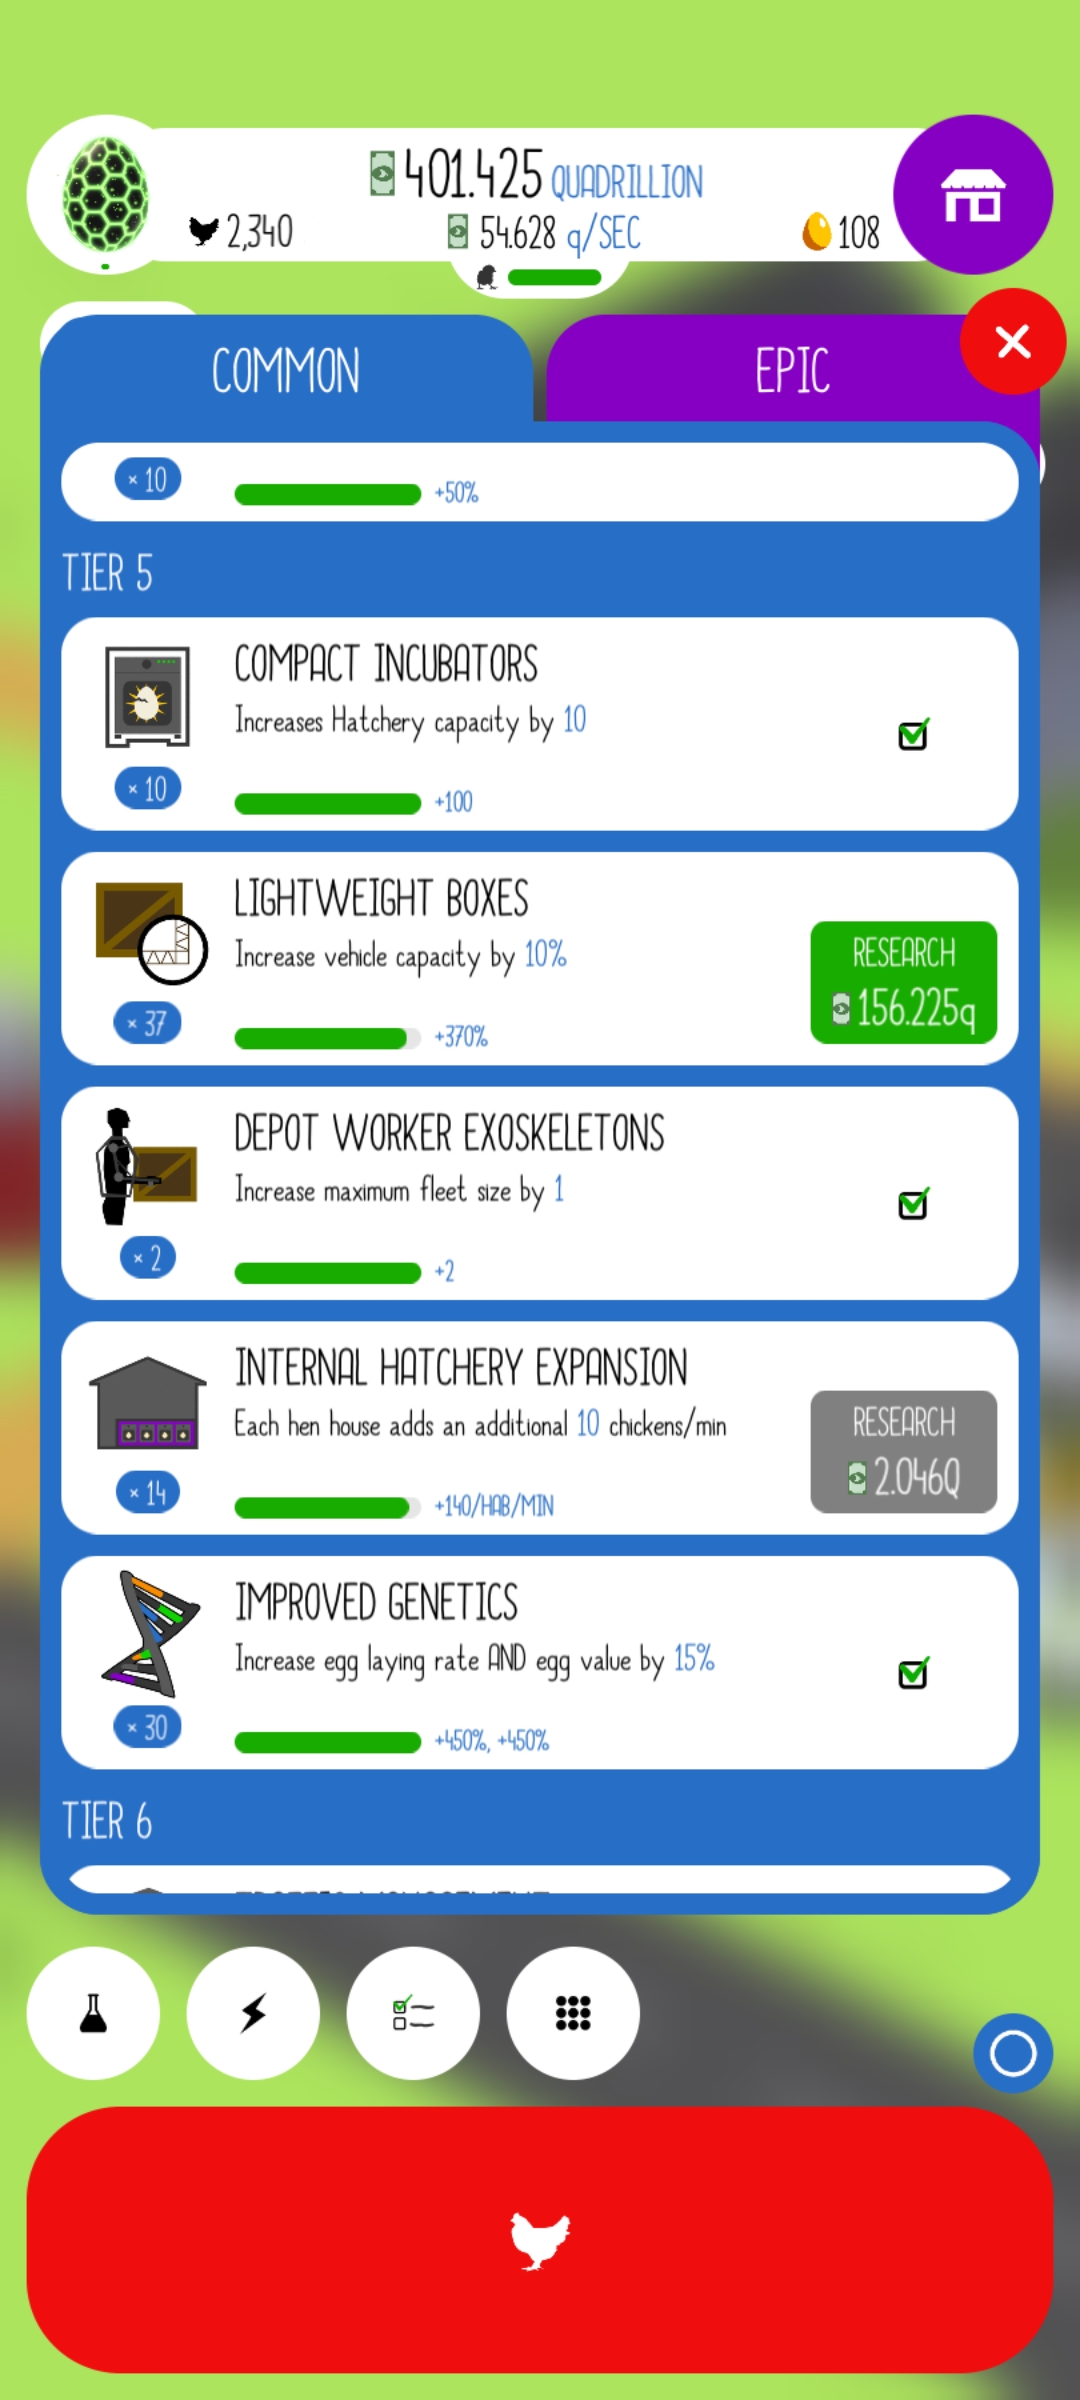 401.425 QUADRILLION
2,340
54.628 q/SEC
108
COMMON
EPIC
× 10
+50%
TIER 5
COMPACT INCUBATORS
Increases Hatchery capacity by 10
× 10
+100
LIGHTWEIGHT BOXES
Increase vehicle capacity by 10%
RESEARCH
156.225q
× 37
+370%
DEPOT WORKER EXOSKELETONS
Increase maximum fleet size by 1
× 2
+2
INTERNAL HATCHERY EXPANSION
Each hen house adds an additional 10 chickens/min
RESEARCH
2.046Q
× 14
+140/HAB/MIN
IMPROVED GENETICS
Increase egg laying rate AND egg value by 15%
× 30
+450%, +450%
TIER 6